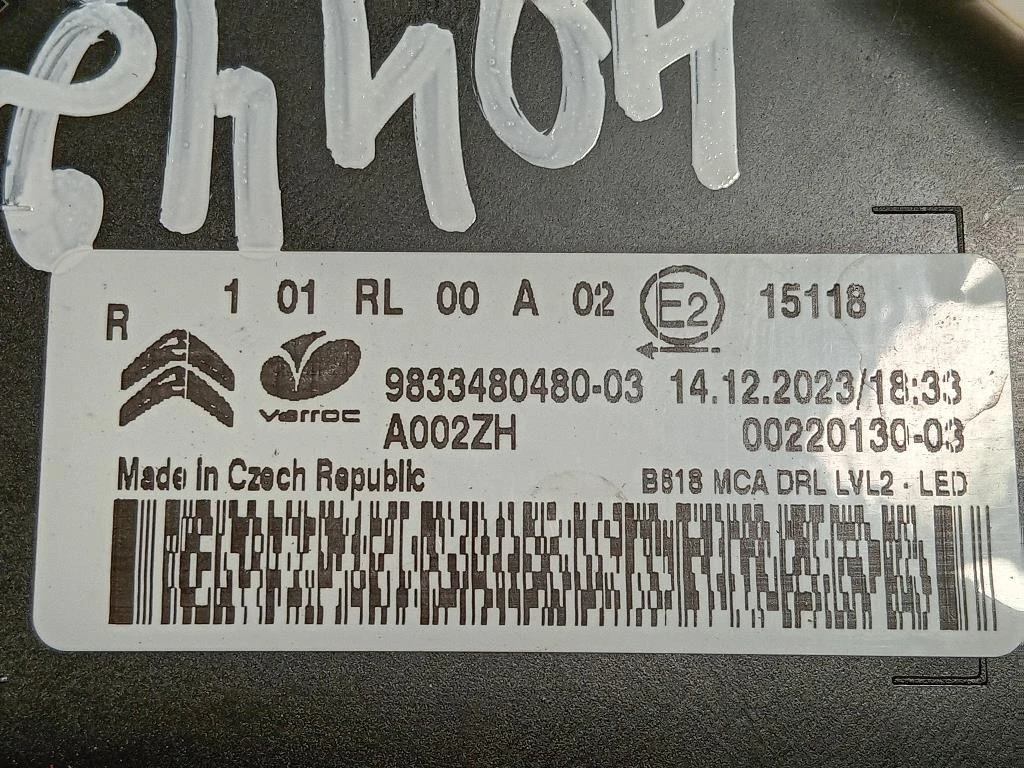 R 1 01 RL 00 A 02 E2 15118
varroc
9833480480-03 14.12.2023/18:33
A002ZH 00220130-03
Made In Czech Republic B618 MCA DRL LVL2 - LED